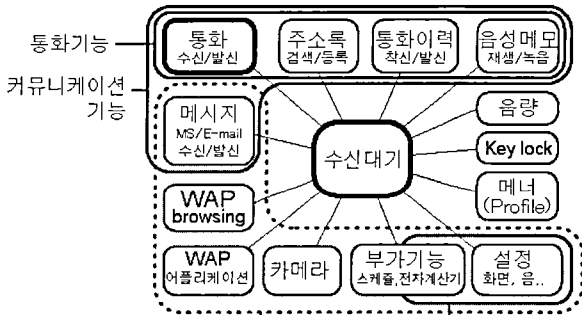 통화기능
통화
수신/발신
주소록
검색/등록
통화이력
착신/발신
음성메모
재생/녹음
커뮤니케이션
기능
메시지
MS/E-mail
수신/발신
수신대기
음량
Key lock
메너
(Profile)
WAP
browsing
WAP
어플리케이션
카메라
부가기능
스케쥴,전자계산기
설정
화면, 음..